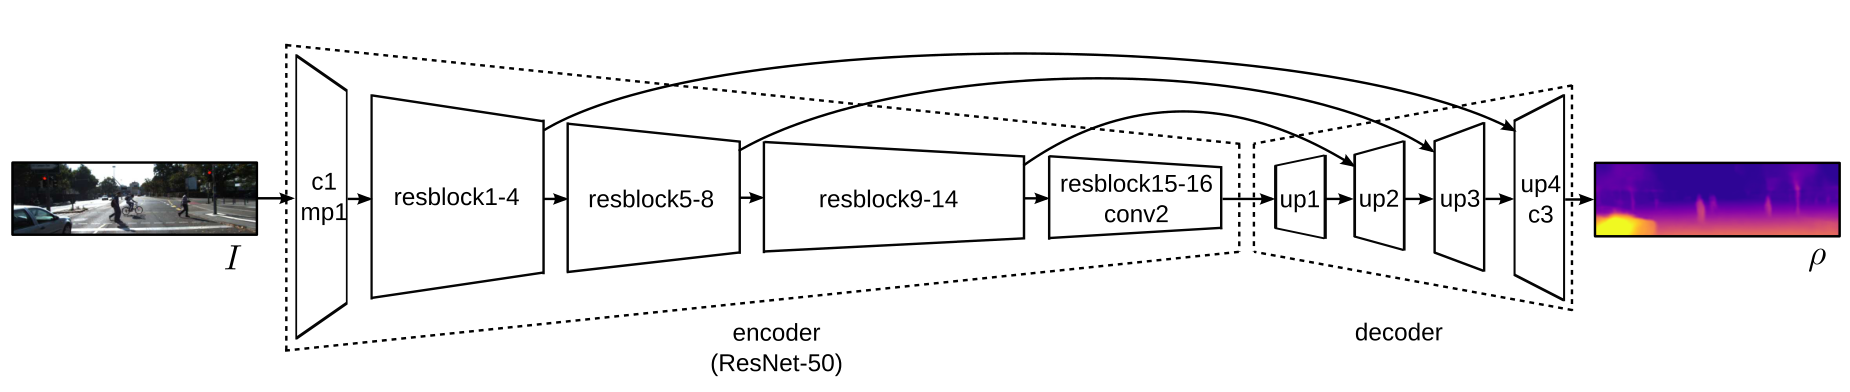 I
c1
mp1
resblock1-4
resblock5-8
resblock9-14
resblock15-16
conv2
up1
up2
up3
up4
c3
ρ
encoder
(ResNet-50)
decoder